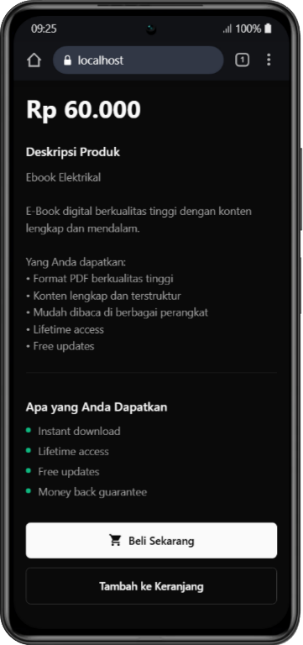 09:25
100%
localhost
1
Rp 60.000
Deskripsi Produk
Ebook Elektrikal
E-Book digital berkualitas tinggi dengan konten
lengkap dan mendalam.
Yang Anda dapatkan:
• Format PDF berkualitas tinggi
• Konten lengkap dan terstruktur
• Mudah dibaca di berbagai perangkat
• Lifetime access
• Free updates
Apa yang Anda Dapatkan
• Instant download
• Lifetime access
• Free updates
• Money back guarantee
Beli Sekarang
Tambah ke Keranjang